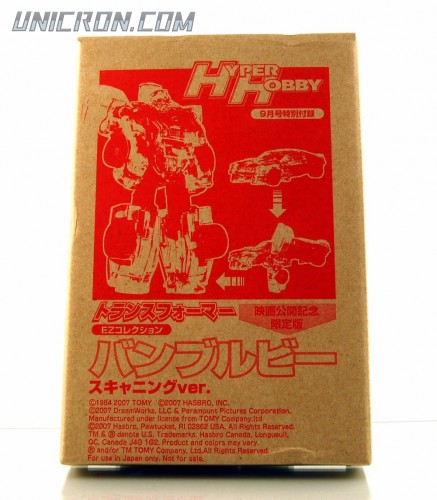 UNICRON.COM
HYPER
HOBBY
9月号特別付録
トランスフォーマー
EZコレクション
映画公開記念
限定版
バンブルビー
スキャニングver.
©1984 2007 TOMY ©2007 HASBRO, INC.
©2007 DreamWorks, LLC & Paramount Pictures Corporation.
Manufactured under license from TOMY Company Ltd
®Hasbro, Pawtucket, RI 02862 USA. All Rights Reserved.
TM & ® denote U.S. Trademarks. Hasbro Canada, Longueuil,
QC, Canada J4G 1G2. Product and colors may vary.
® and/or TM TOMY Company, Ltd.All Rights Reserved.
For use in Japan only. Not for sale.
UNICRON.COM